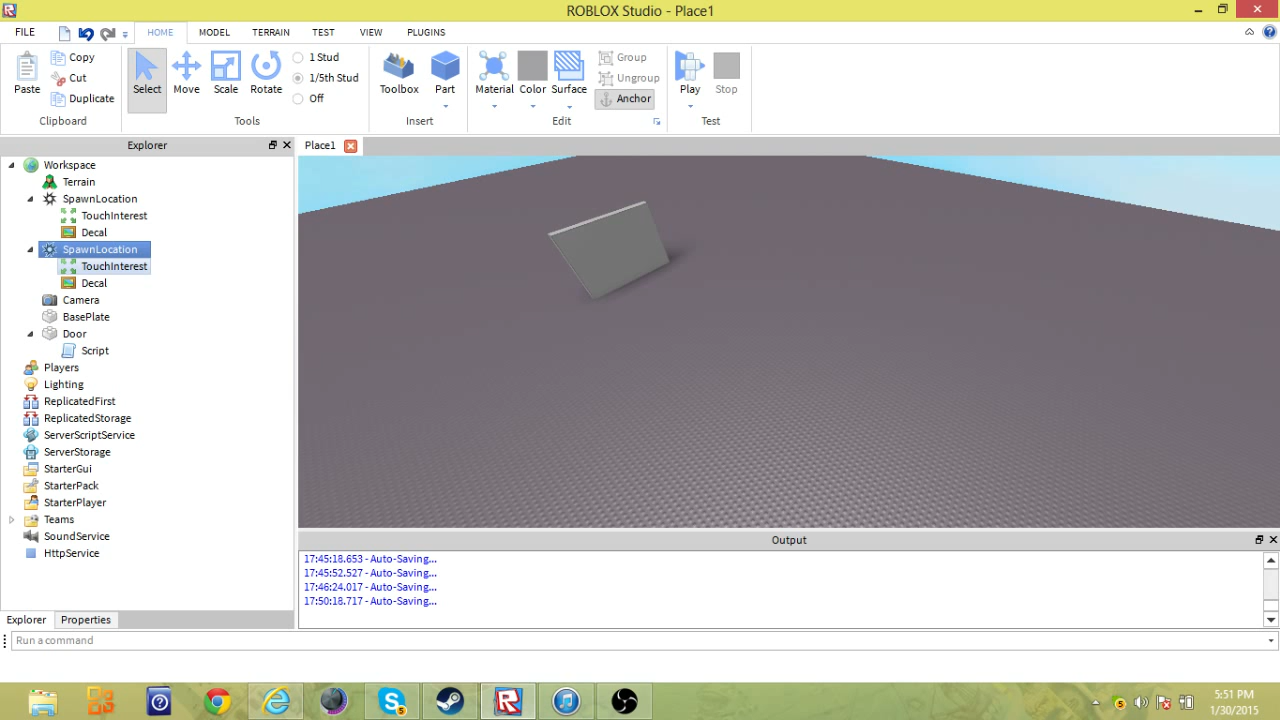 ROBLOX Studio - Place1
FILE HOME MODEL TERRAIN TEST VIEW PLUGINS
Paste
Copy
Cut
Duplicate
Clipboard
Select
Move
Scale
Rotate
1 Stud
1/5th Stud
Off
Tools
Toolbox
Part
Insert
Material
Color
Surface
Group
Ungroup
Anchor
Edit
Play
Stop
Test
Explorer
Place1
Workspace
Terrain
SpawnLocation
TouchInterest
Decal
SpawnLocation
TouchInterest
Decal
Camera
BasePlate
Door
Script
Players
Lighting
ReplicatedFirst
ReplicatedStorage
ServerScriptService
ServerStorage
StarterGui
StarterPack
StarterPlayer
Teams
SoundService
HttpService
Output
17:45:18.653 - Auto-Saving...
17:45:52.527 - Auto-Saving...
17:46:24.017 - Auto-Saving...
17:50:18.717 - Auto-Saving...
Explorer Properties
Run a command
5
5
5:51 PM
1/30/2015